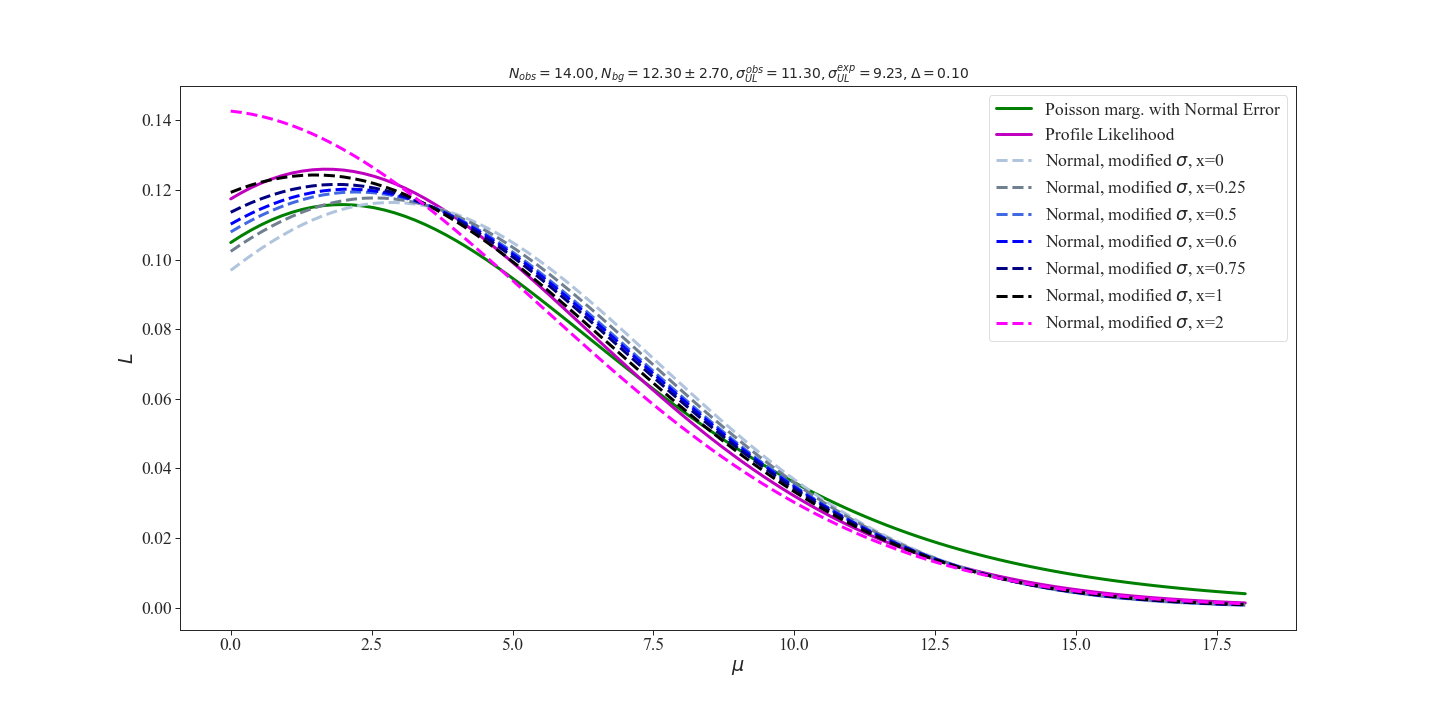 N_obs = 14.00, N_bg = 12.30 ± 2.70, σ_UL^obs = 11.30, σ_UL^exp = 9.23, Δ = 0.10
Poisson marg. with Normal Error
Profile Likelihood
Normal, modified σ, x=0
Normal, modified σ, x=0.25
Normal, modified σ, x=0.5
Normal, modified σ, x=0.6
Normal, modified σ, x=0.75
Normal, modified σ, x=1
Normal, modified σ, x=2
0.14
0.12
0.10
0.08
0.06
0.04
0.02
0.00
L
0.0 2.5 5.0 7.5 10.0 12.5 15.0 17.5
μ